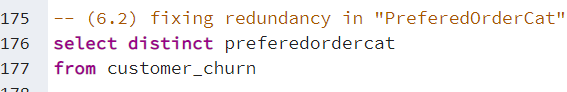 175 -- (6.2) fixing redundancy in "PreferedOrderCat"
176 select distinct preferedordercat
177 from customer_churn